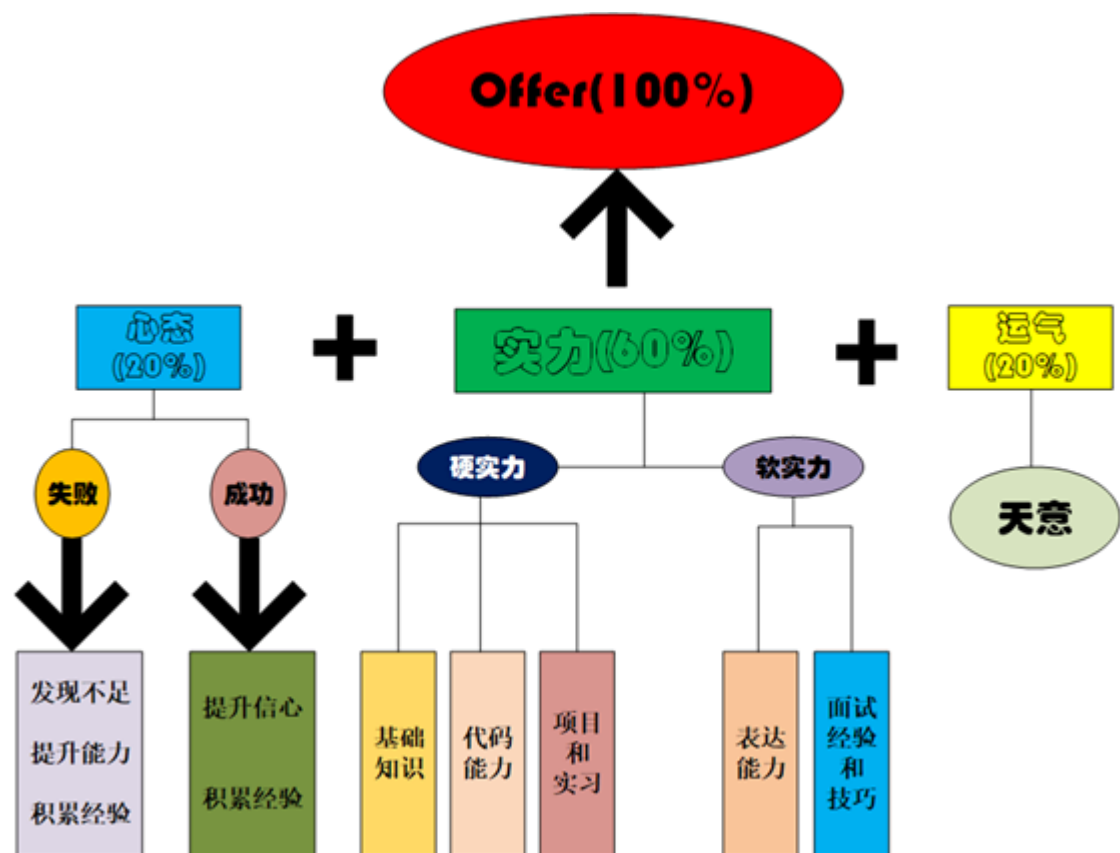 Offer(100%)
心态
(20%)
实力(60%)
运气
(20%)
失败
成功
硬实力
软实力
天意
发现不足
提升能力
积累经验
提升信心
积累经验
基础
知识
代码
能力
项目
和
实习
表达
能力
面试
经验
和
技巧